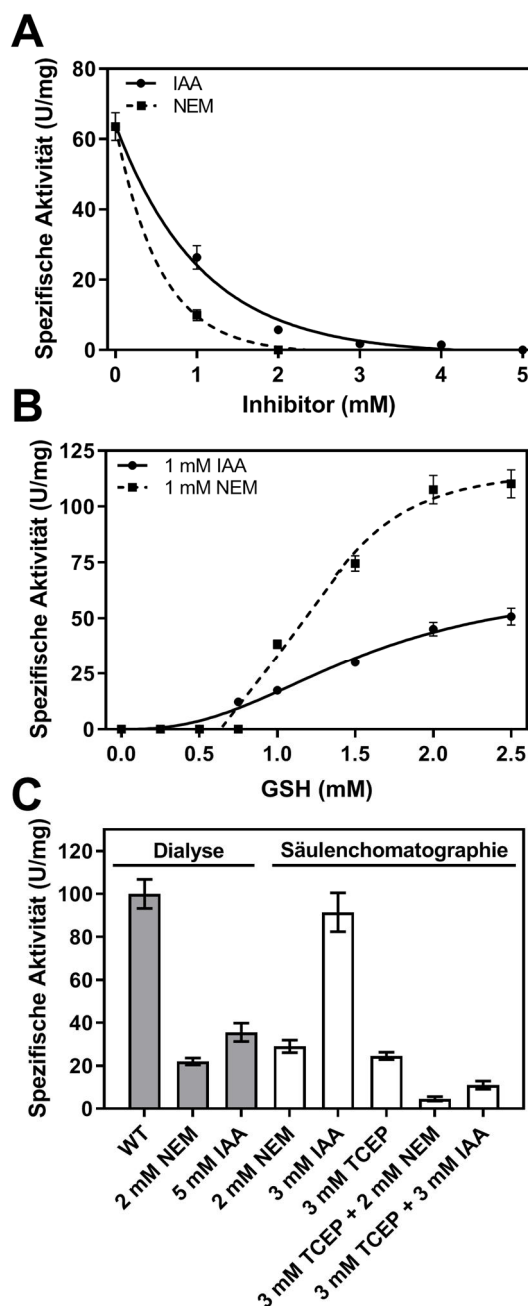 A
Spezifische Aktivität (U/mg)
80
60
40
20
0
IAA
NEM
0 1 2 3 4 5
Inhibitor (mM)
B
Spezifische Aktivität (U/mg)
125
100
75
50
25
0
1 mM IAA
1 mM NEM
0.0 0.5 1.0 1.5 2.0 2.5
GSH (mM)
C
Spezifische Aktivität (U/mg)
120
100
80
60
40
20
0
Dialyse Säulenchomatographie
WT
2 mM NEM
5 mM IAA
2 mM NEM
3 mM IAA
3 mM TCEP
3 mM TCEP + 2 mM NEM
3 mM TCEP + 3 mM IAA